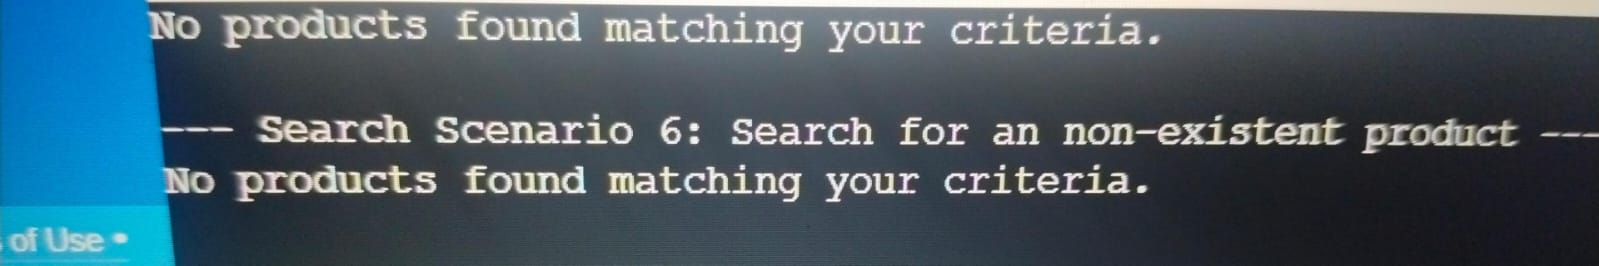 No products found matching your criteria.
--- Search Scenario 6: Search for an non-existent product ---
No products found matching your criteria.
of Use •